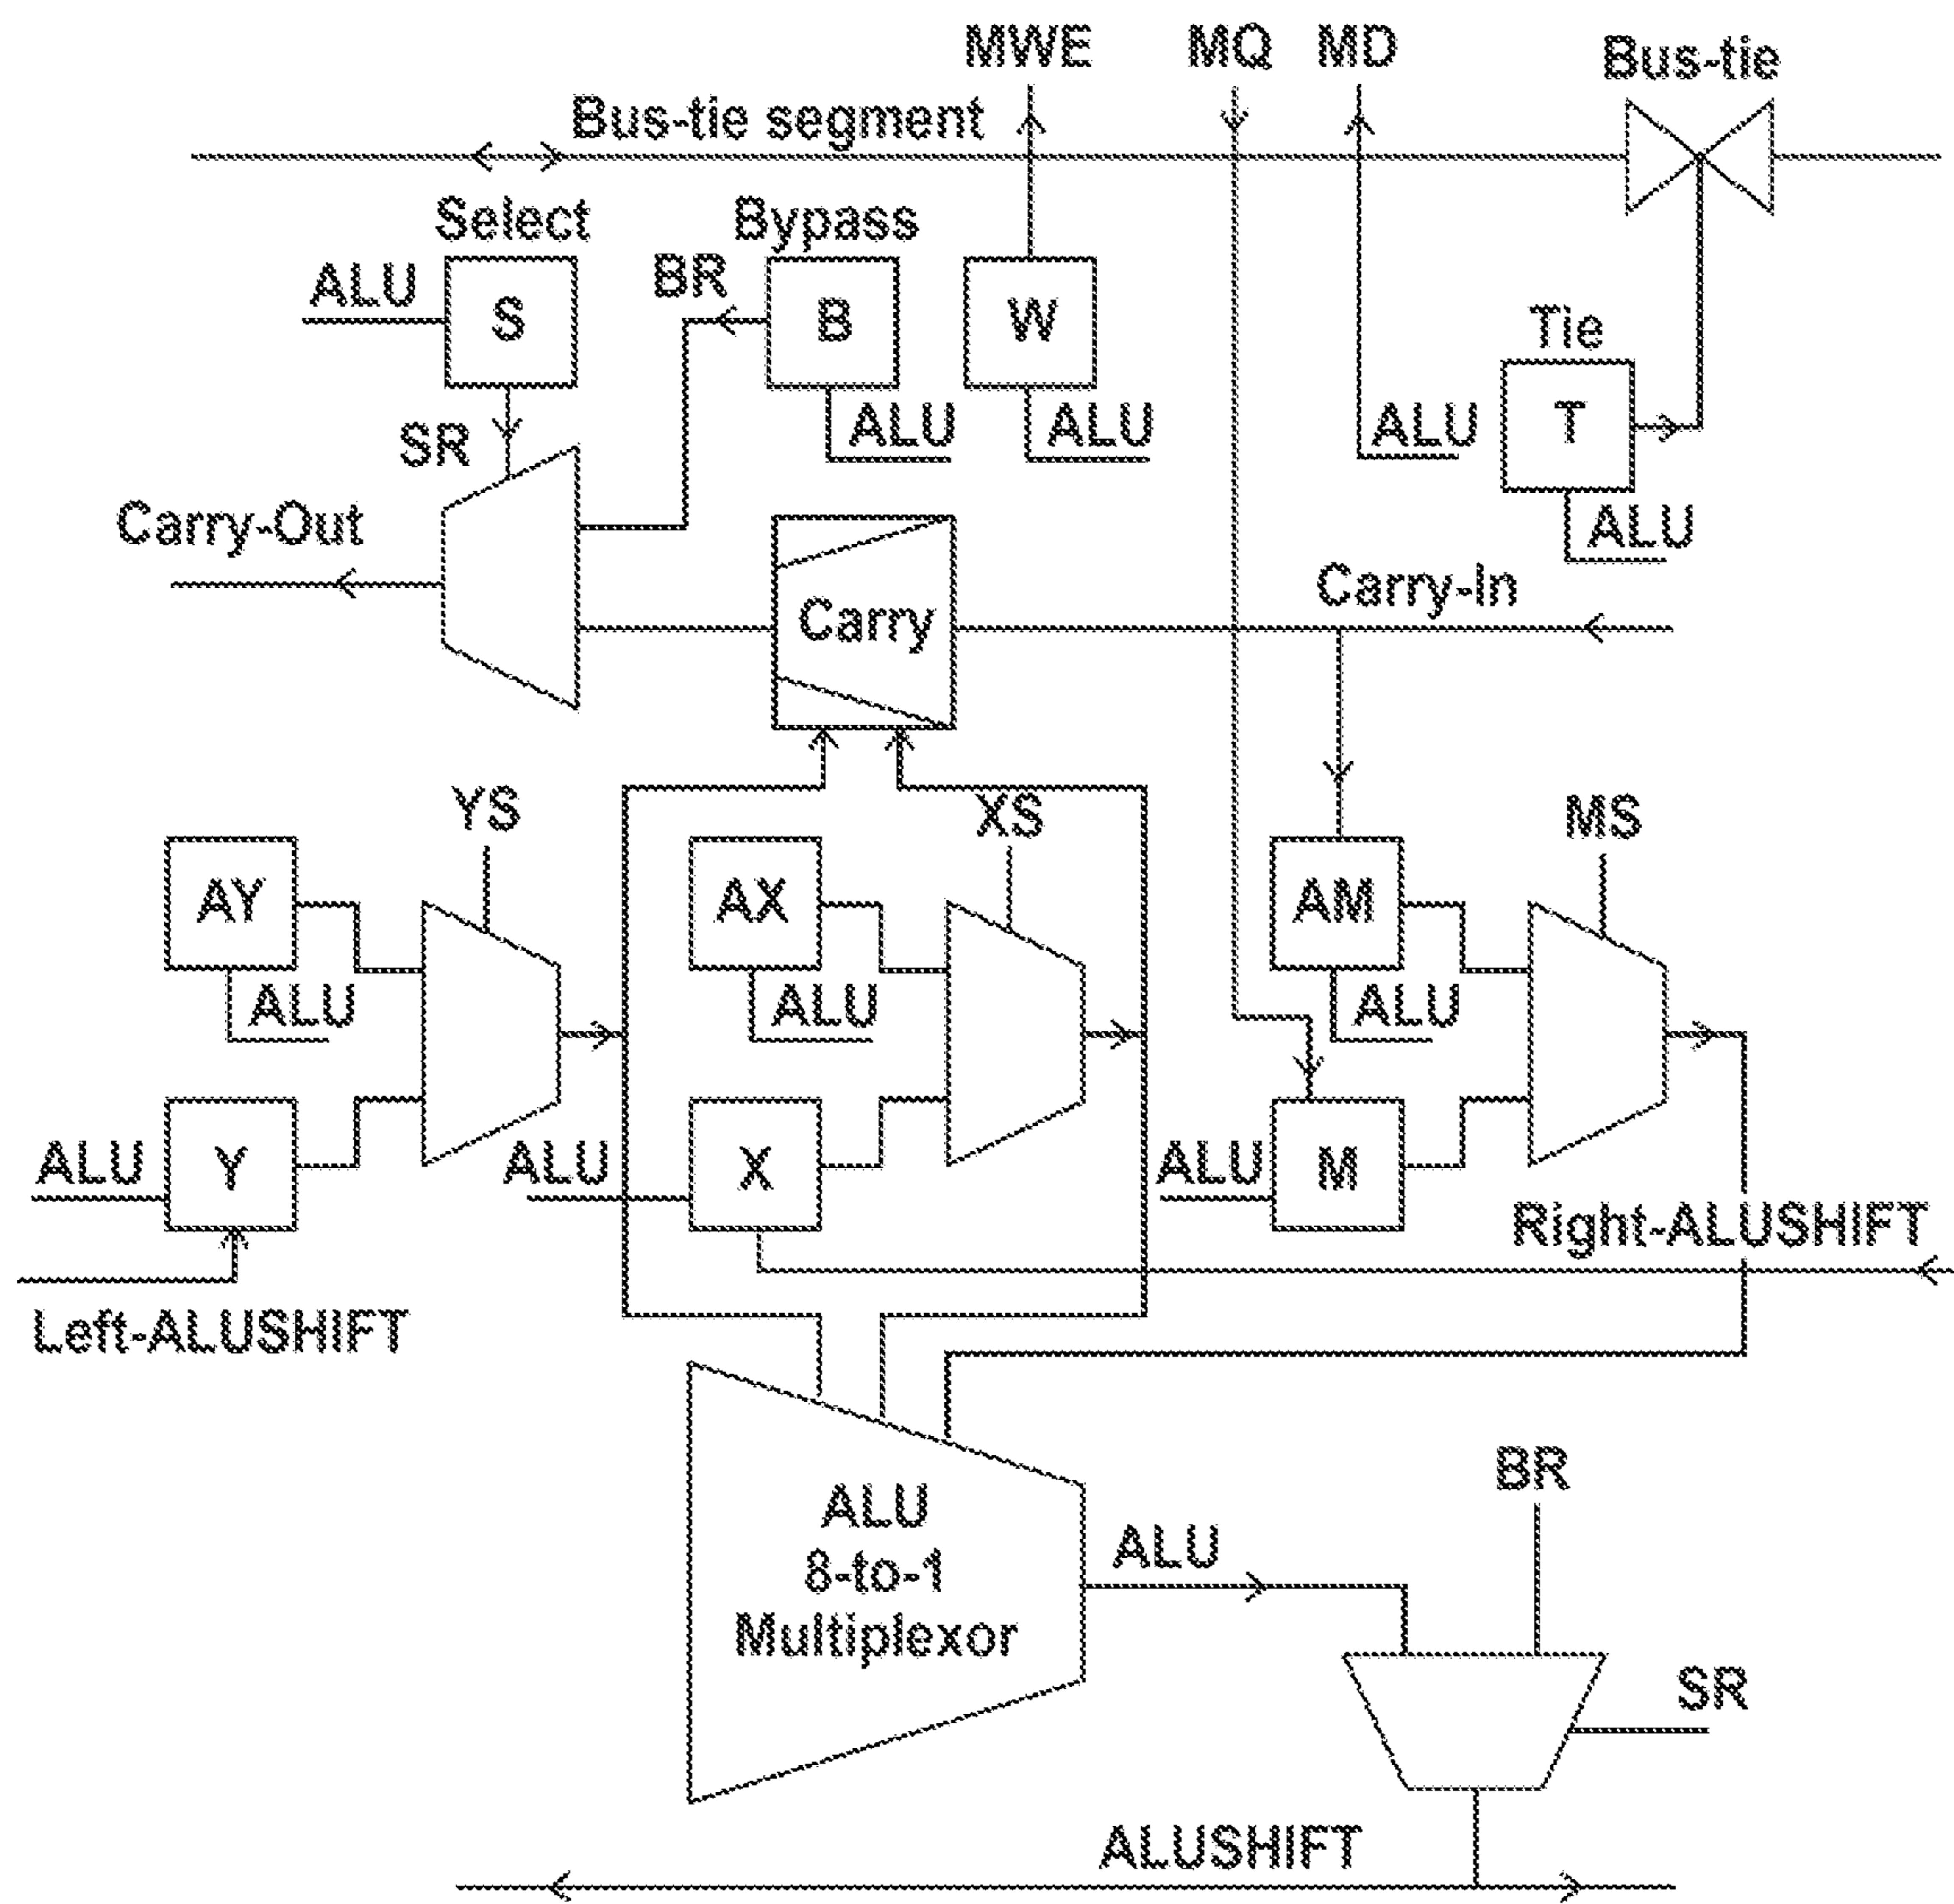 MWE MQ MD Bus-tie
Bus-tie segment
Select Bypass
ALU S BR B W Tie
SR ALU ALU ALU T
Carry-Out ALU
Carry Carry-In
YS XS MS
AY AX AM
ALU ALU ALU
ALU Y ALU X ALU M
Right-ALUSHIFT
Left-ALUSHIFT
BR
ALU
8-to-1
Multiplexor
ALU
SR
ALUSHIFT